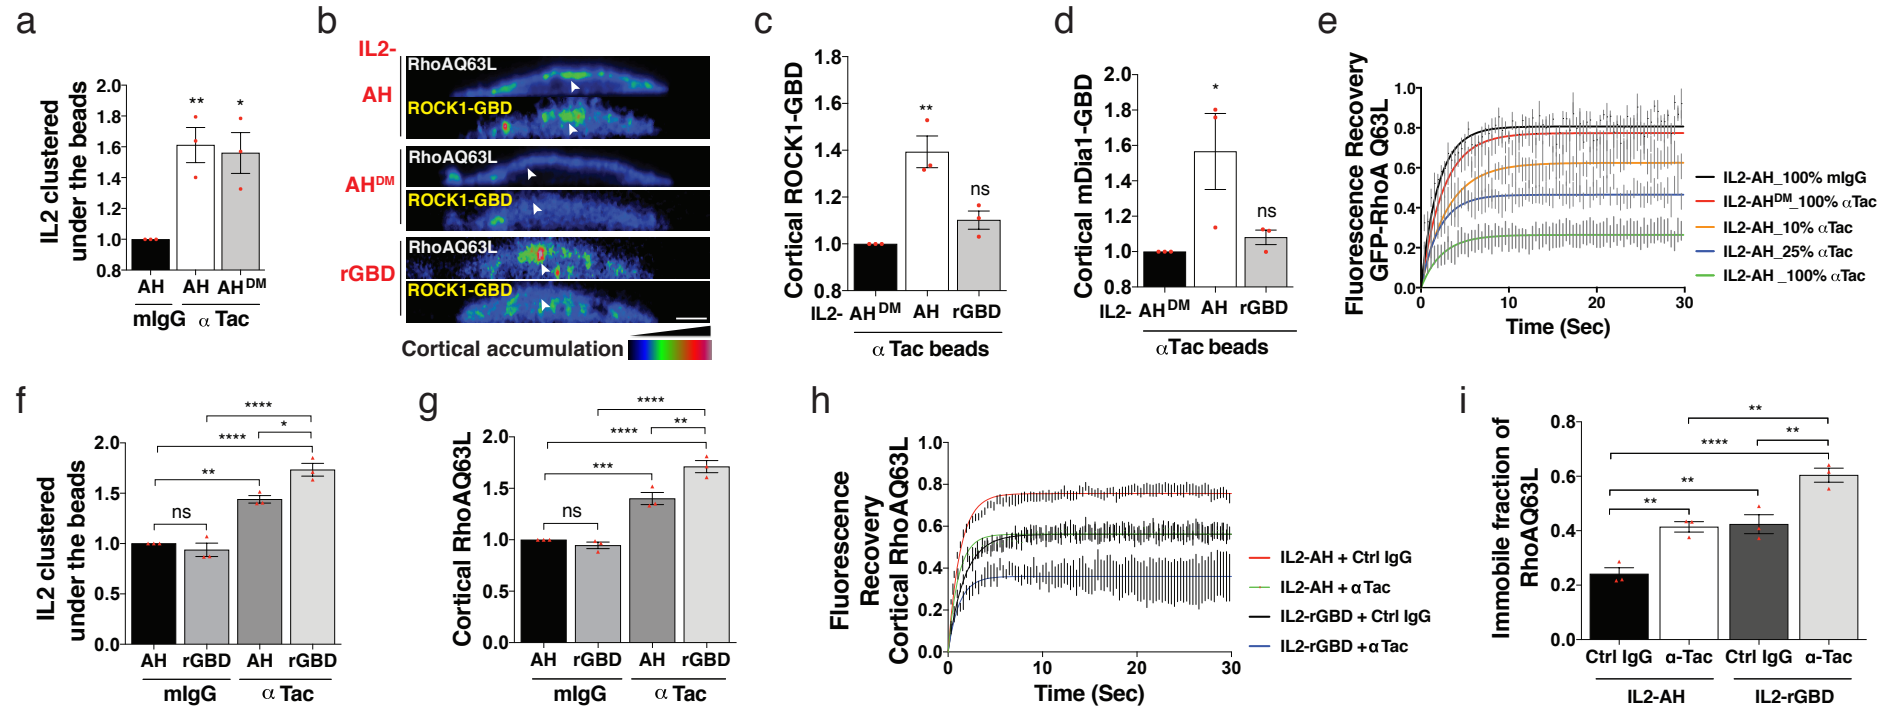 a
IL2 clustered
under the beads
2.0
1.8
1.6
1.4
1.2
1.0
0.8
** *
AH AH AHDM
mIgG α Tac
b
IL2-
AH
AHDM
rGBD
RhoAQ63L
ROCK1-GBD
RhoAQ63L
ROCK1-GBD
RhoAQ63L
ROCK1-GBD
Cortical accumulation
c
Cortical ROCK1-GBD
1.8
1.6
1.4
1.2
1.0
0.8
**
ns
IL2- AHDM AH rGBD
α Tac beads
d
Cortical mDia1-GBD
2.0
1.8
1.6
1.4
1.2
1.0
0.8
*
ns
IL2- AHDM AH rGBD
αTac beads
e
Fluorescence Recovery
GFP-RhoA Q63L
1.0
0.8
0.6
0.4
0.2
0.0
0 10 20 30
Time (Sec)
IL2-AH_100% mIgG
IL2-AHDM_100% αTac
IL2-AH_10% αTac
IL2-AH_25% αTac
IL2-AH _100% αTac
f
IL2 clustered
under the beads
2.0
1.5
1.0
0.5
0.0
****
*
****
**
ns
AH rGBD AH rGBD
mIgG α Tac
g
Cortical RhoAQ63L
2.0
1.5
1.0
0.5
0.0
****
**
****
***
ns
AH rGBD AH rGBD
mIgG α Tac
h
Fluorescence
Recovery
Cortical RhoAQ63L
1.0
0.8
0.6
0.4
0.2
0.0
0 10 20 30
Time (Sec)
IL2-AH + Ctrl IgG
IL2-AH + α Tac
IL2-rGBD + Ctrl IgG
IL2-rGBD + α Tac
i
Immobile fraction of
RhoAQ63L
0.8
0.6
0.4
0.2
0.0
**
**
****
**
**
Ctrl IgG α-Tac Ctrl IgG α-Tac
IL2-AH IL2-rGBD